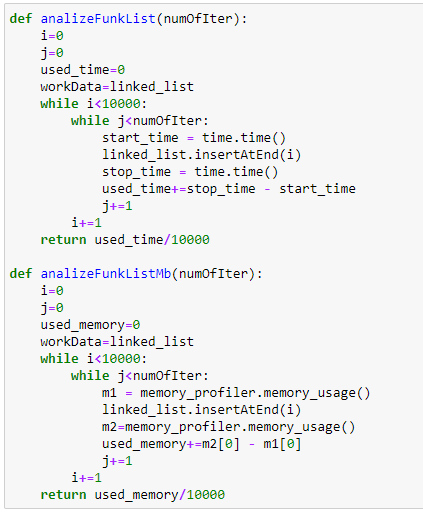 def analizeFunkList(numOfIter):
    i=0
    j=0
    used_time=0
    workData=linked_list
    while i<10000:
        while j<numOfIter:
            start_time = time.time()
            linked_list.insertAtEnd(i)
            stop_time = time.time()
            used_time+=stop_time - start_time
            j+=1
        i+=1
    return used_time/10000

def analizeFunkListMb(numOfIter):
    i=0
    j=0
    used_memory=0
    workData=linked_list
    while i<10000:
        while j<numOfIter:
            m1 = memory_profiler.memory_usage()
            linked_list.insertAtEnd(i)
            m2=memory_profiler.memory_usage()
            used_memory+=m2[0] - m1[0]
            j+=1
        i+=1
    return used_memory/10000